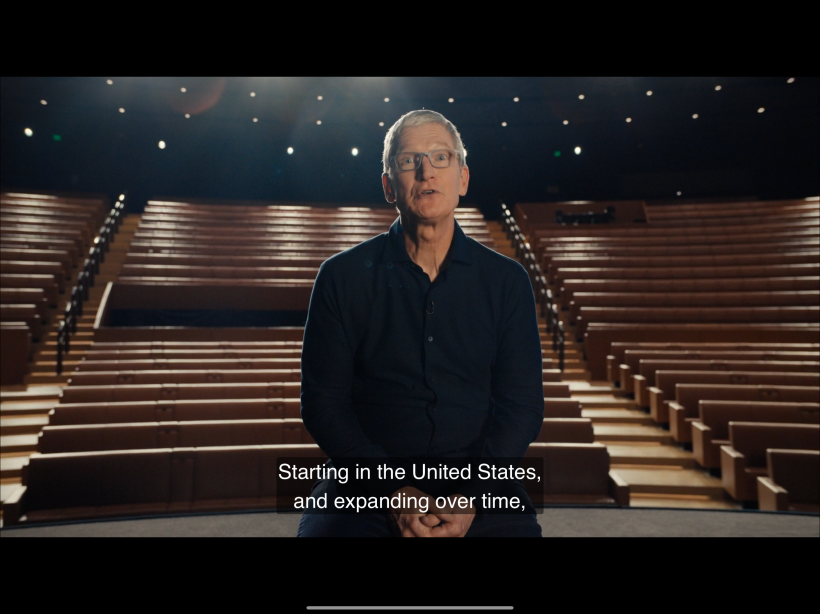 Starting in the United States,
and expanding over time,